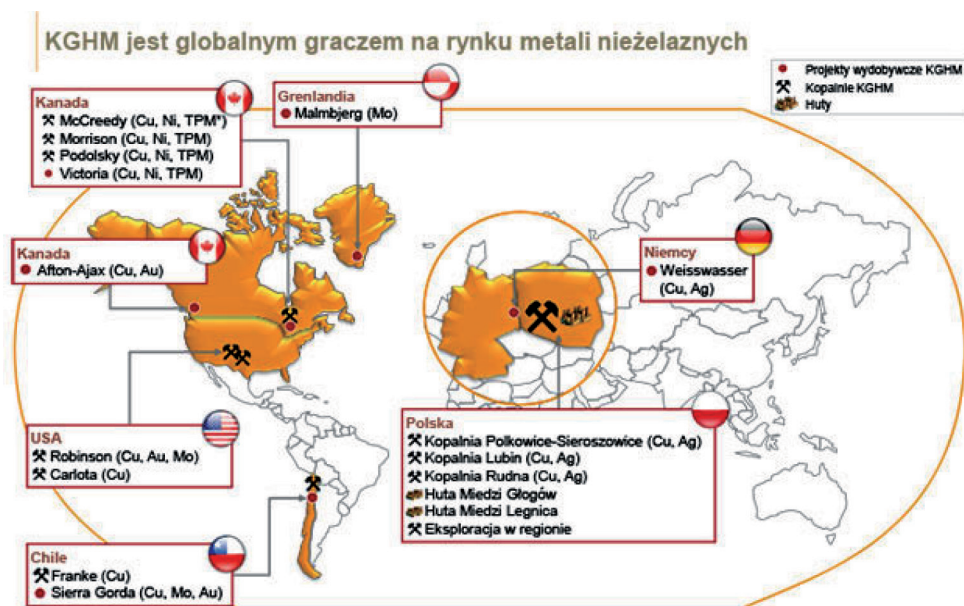 KGHM jest globalnym graczem na rynku metali nieżelaznych
Projekty wydobywcze KGHM
Kopalnie KGHM
Huty
Kanada
McCreedy (Cu, Ni, TPM*)
Morrison (Cu, Ni, TPM)
Podolsky (Cu, Ni, TPM)
Victoria (Cu, Ni, TPM)
Grenlandia
Malmbjerg (Mo)
Kanada
Afton-Ajax (Cu, Au)
Niemcy
Weisswasser
(Cu, Ag)
USA
Robinson (Cu, Au, Mo)
Carlota (Cu)
Polska
Kopalnia Polkowice-Sieroszowice (Cu, Ag)
Kopalnia Lubin (Cu, Ag)
Kopalnia Rudna (Cu, Ag)
Huta Miedzi Głogów
Huta Miedzi Legnica
Eksploracja w regionie
Chile
Franke (Cu)
Sierra Gorda (Cu, Mo, Au)